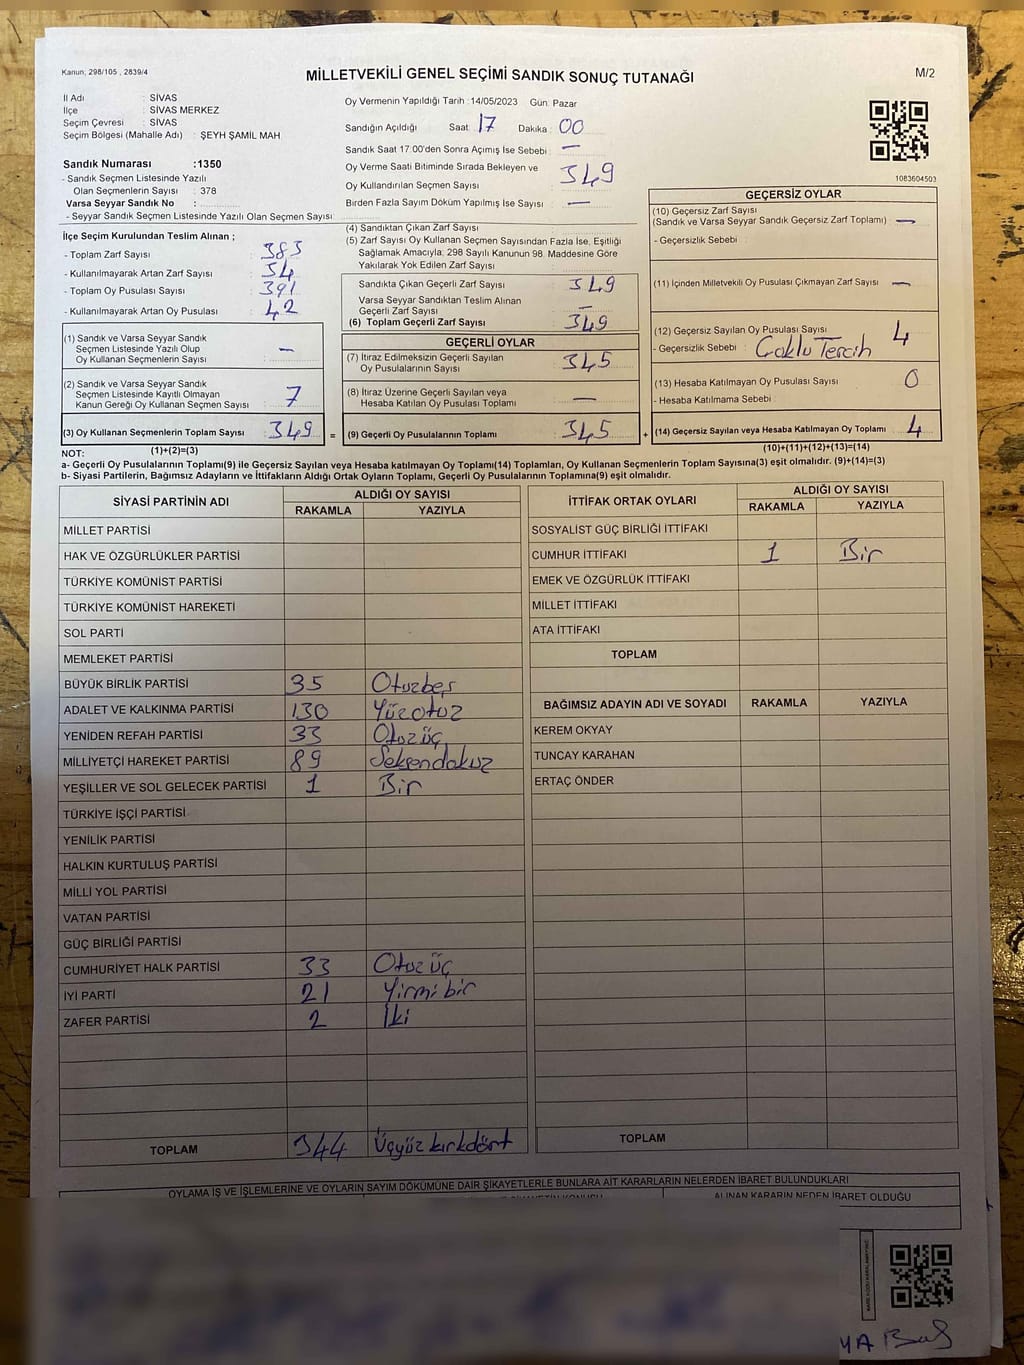 Kanun; 298/105 , 2839/4
MİLLETVEKİLİ GENEL SEÇİMİ SANDIK SONUÇ TUTANAĞI
M/2
İl Adı : SİVAS
İlçe : SİVAS MERKEZ
Seçim Çevresi : SİVAS
Seçim Bölgesi (Mahalle Adı) : ŞEYH ŞAMİL MAH
Sandık Numarası :1350
- Sandık Seçmen Listesinde Yazılı
Olan Seçmenlerin Sayısı : 378
Varsa Seyyar Sandık No :
- Seyyar Sandık Seçmen Listesinde Yazılı Olan Seçmen Sayısı
Oy Vermenin Yapıldığı Tarih :14/05/2023 Gün: Pazar
Sandığın Açıldığı Saat : 17 Dakika : 00
Sandık Saat 17:00'den Sonra Açımış İse Sebebi : —
Oy Verme Saati Bitiminde Sırada Bekleyen ve
Oy Kullandırılan Seçmen Sayısı : 349
Birden Fazla Sayım Döküm Yapılmış İse Sayısı : —
1083604503
İlçe Seçim Kurulundan Teslim Alınan ;
- Toplam Zarf Sayısı : 383
- Kullanılmayarak Artan Zarf Sayısı : 34
- Toplam Oy Pusulası Sayısı : 391
- Kullanılmayarak Artan Oy Pusulası : 42
(1) Sandık ve Varsa Seyyar Sandık
Seçmen Listesinde Yazılı Olup
Oy Kullanan Seçmenlerin Sayısı : —
(2) Sandık ve Varsa Seyyar Sandık
Seçmen Listesinde Kayıtlı Olmayan
Kanun Gereği Oy Kullanan Seçmen Sayısı : 7
(3) Oy Kullanan Seçmenlerin Toplam Sayısı : 349 =
(1)+(2)=(3)
(4) Sandıktan Çıkan Zarf Sayısı :
(5) Zarf Sayısı Oy Kullanan Seçmen Sayısından Fazla İse, Eşitliği
Sağlamak Amacıyla; 298 Sayılı Kanunun 98. Maddesine Göre
Yakılarak Yok Edilen Zarf Sayısı :
Sandıkta Çıkan Geçerli Zarf Sayısı : 349
Varsa Seyyar Sandıktan Teslim Alınan
Geçerli Zarf Sayısı : —
(6) Toplam Geçerli Zarf Sayısı : 349
GEÇERLİ OYLAR
(7) İtiraz Edilmeksizin Geçerli Sayılan
Oy Pusulalarının Sayısı : 345
(8) İtiraz Üzerine Geçerli Sayılan veya
Hesaba Katılan Oy Pusulası Toplamı : —
(9) Geçerli Oy Pusulalarının Toplamı : 345 +
GEÇERSİZ OYLAR
(10) Geçersiz Zarf Sayısı
(Sandık ve Varsa Seyyar Sandık Geçersiz Zarf Toplamı) : —
- Geçersizlik Sebebi :
(11) İçinden Milletvekili Oy Pusulası Çıkmayan Zarf Sayısı : —
(12) Geçersiz Sayılan Oy Pusulası Sayısı : 4
- Geçersizlik Sebebi : Çoklu Tercih
(13) Hesaba Katılmayan Oy Pusulası Sayısı : 0
- Hesaba Katılmama Sebebi :
(14) Geçersiz Sayılan veya Hesaba Katılmayan Oy Toplamı : 4
(10)+(11)+(12)+(13)=(14)
NOT:
a- Geçerli Oy Pusulalarının Toplamı(9) ile Geçersiz Sayılan veya Hesaba katılmayan Oy Toplamı(14) Toplamları, Oy Kullanan Seçmenlerin Toplam Sayısına(3) eşit olmalıdır. (9)+(14)=(3)
b- Siyasi Partilerin, Bağımsız Adayların ve İttifakların Aldığı Ortak Oyların Toplamı, Geçerli Oy Pusulalarının Toplamına(9) eşit olmalıdır.
SİYASİ PARTİNİN ADI ALDIĞI OY SAYISI
RAKAMLA YAZIYLA
MİLLET PARTİSİ
HAK VE ÖZGÜRLÜKLER PARTİSİ
TÜRKİYE KOMÜNİST PARTİSİ
TÜRKİYE KOMÜNİST HAREKETİ
SOL PARTİ
MEMLEKET PARTİSİ
BÜYÜK BİRLİK PARTİSİ 35 Otuzbeş
ADALET VE KALKINMA PARTİSİ 130 Yüzotuz
YENİDEN REFAH PARTİSİ 33 Otuzüç
MİLLİYETÇİ HAREKET PARTİSİ 89 Seksendokuz
YEŞİLLER VE SOL GELECEK PARTİSİ 1 Bir
TÜRKİYE İŞÇİ PARTİSİ
YENİLİK PARTİSİ
HALKIN KURTULUŞ PARTİSİ
MİLLİ YOL PARTİSİ
VATAN PARTİSİ
GÜÇ BİRLİĞİ PARTİSİ
CUMHURİYET HALK PARTİSİ 33 Otuz üç
İYİ PARTİ 21 Yirmi bir
ZAFER PARTİSİ 2 İki
TOPLAM 344 Üçyüz kırkdört
İTTİFAK ORTAK OYLARI ALDIĞI OY SAYISI
RAKAMLA YAZIYLA
SOSYALİST GÜÇ BİRLİĞİ İTTİFAKI
CUMHUR İTTİFAKI 1 Bir
EMEK VE ÖZGÜRLÜK İTTİFAKI
MİLLET İTTİFAKI
ATA İTTİFAKI
TOPLAM
BAĞIMSIZ ADAYIN ADI VE SOYADI RAKAMLA YAZIYLA
KEREM OKYAY
TUNCAY KARAHAN
ERTAÇ ÖNDER
TOPLAM
OYLAMA İŞ VE İŞLEMLERİNE VE OYLARIN SAYIM DÖKÜMÜNE DAİR ŞİKAYETLERLE BUNLARA AİT KARARLARIN NELERDEN İBARET BULUNDUKLARI
ALINAN KARARIN NEDEN İBARET OLDUĞU